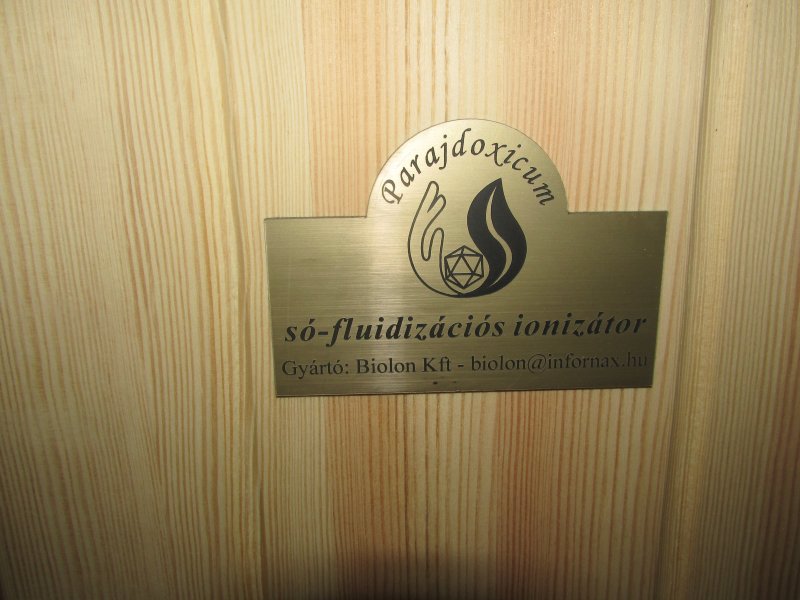 Parajdoxicum
só-fluidizációs ionizátor
Gyártó: Biolon Kft - biolon@infornax.hu